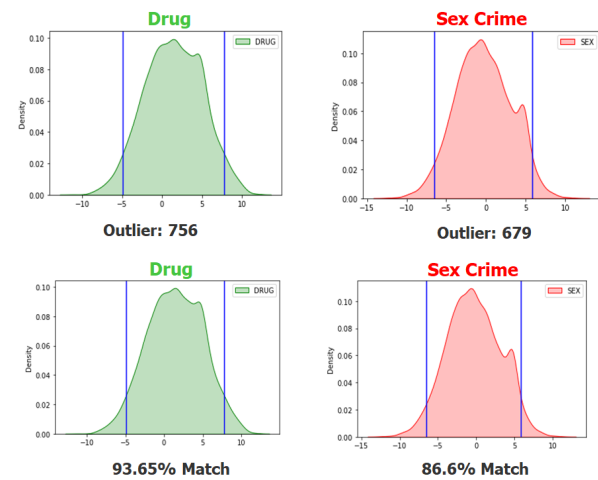 Drug
Sex Crime
DRUG
SEX
Density
Density
0.10
0.08
0.06
0.04
0.02
0.00
0.10
0.08
0.06
0.04
0.02
0.00
−10 −5 0 5 10
−15 −10 −5 0 5 10
Outlier: 756
Outlier: 679
Drug
Sex Crime
DRUG
SEX
Density
Density
0.10
0.08
0.06
0.04
0.02
0.00
0.10
0.08
0.06
0.04
0.02
0.00
−10 −5 0 5 10
−15 −10 −5 0 5 10
93.65% Match
86.6% Match